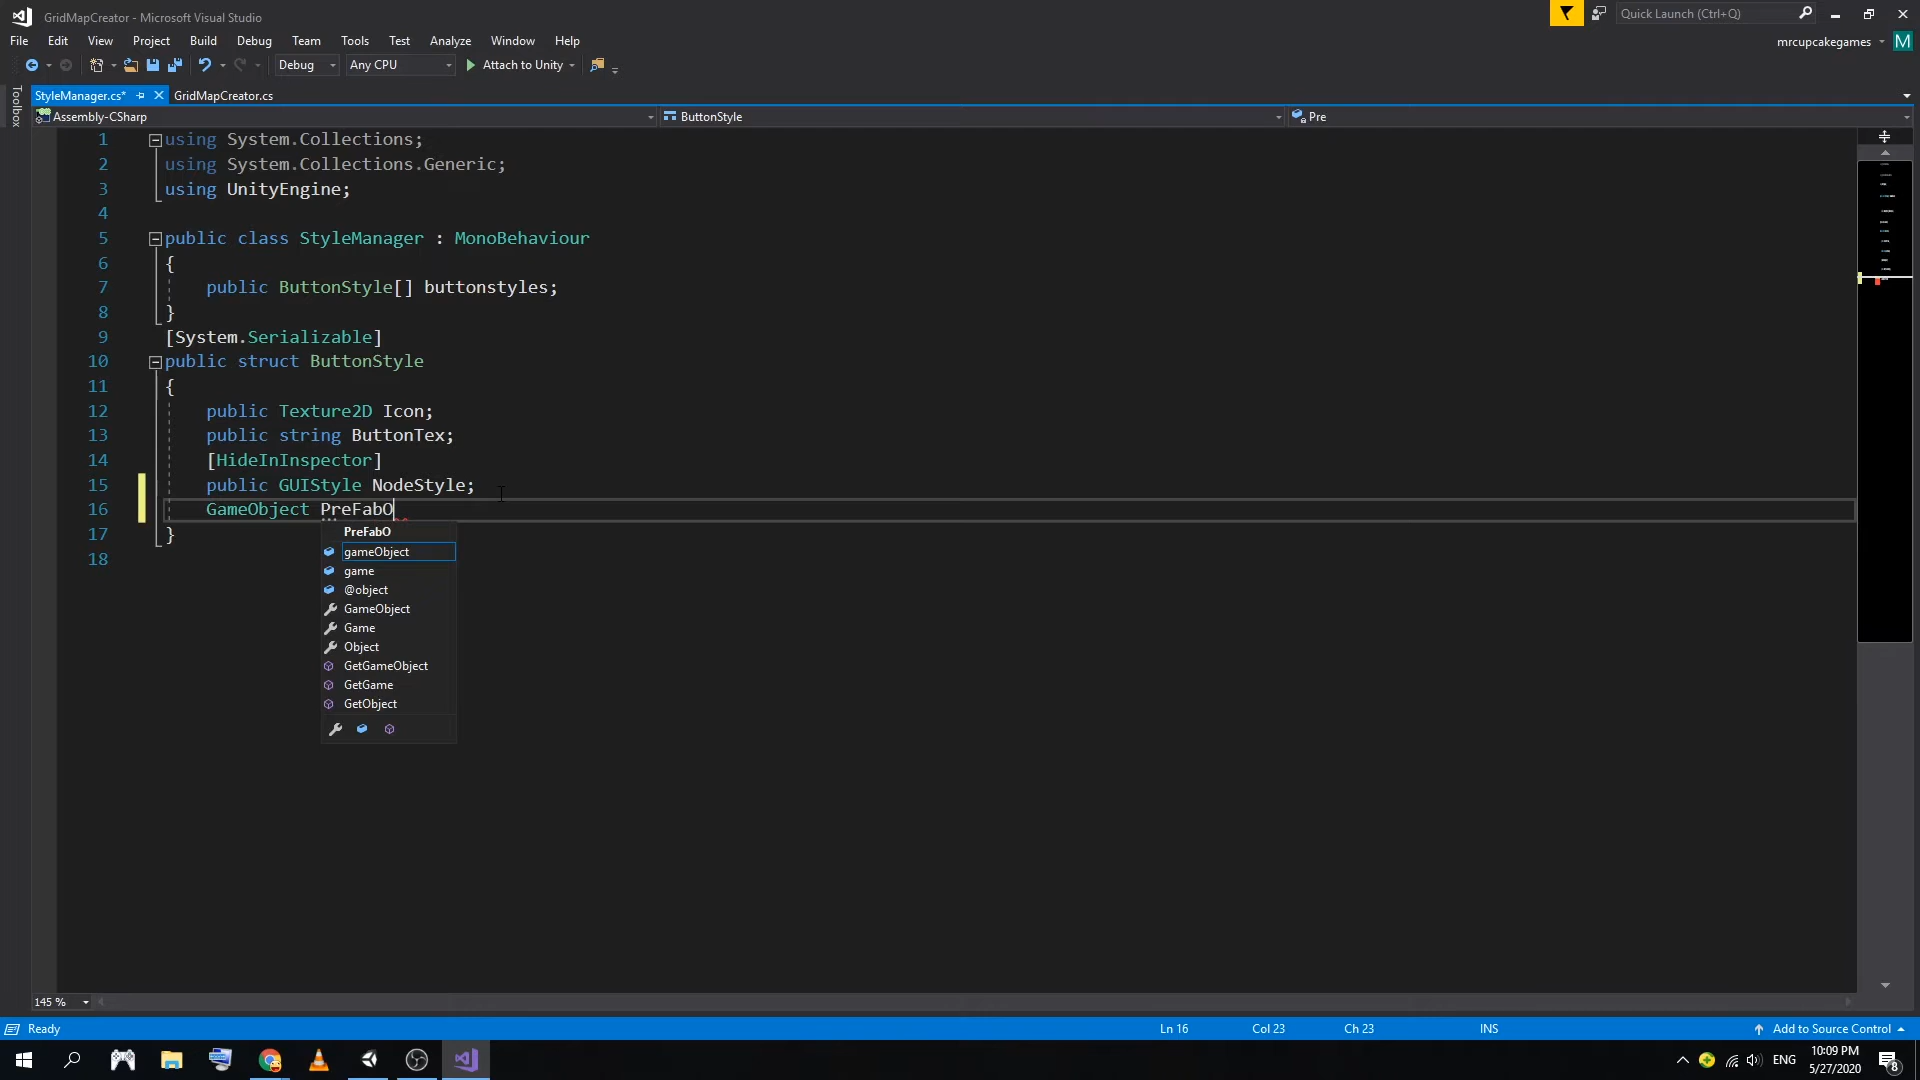 GridMapCreator - Microsoft Visual Studio
Quick Launch (Ctrl+Q)
File Edit View Project Build Debug Team Tools Test Analyze Window Help
mrcupcakegames M
Debug Any CPU Attach to Unity
Toolbox
StyleManager.cs* GridMapCreator.cs
Assembly-CSharp ButtonStyle Pre
1 using System.Collections;
2 using System.Collections.Generic;
3 using UnityEngine;
4
5 public class StyleManager : MonoBehaviour
6 {
7 public ButtonStyle[] buttonstyles;
8 }
9 [System.Serializable]
10 public struct ButtonStyle
11 {
12 public Texture2D Icon;
13 public string ButtonTex;
14 [HideInInspector]
15 public GUIStyle NodeStyle;
16 GameObject PreFabO
17 }
18
PreFabO
gameObject
game
@object
GameObject
Game
Object
GetGameObject
GetGame
GetObject
145 %
Ready Ln 16 Col 23 Ch 23 INS Add to Source Control
ENG 10:09 PM
5/27/2020
8